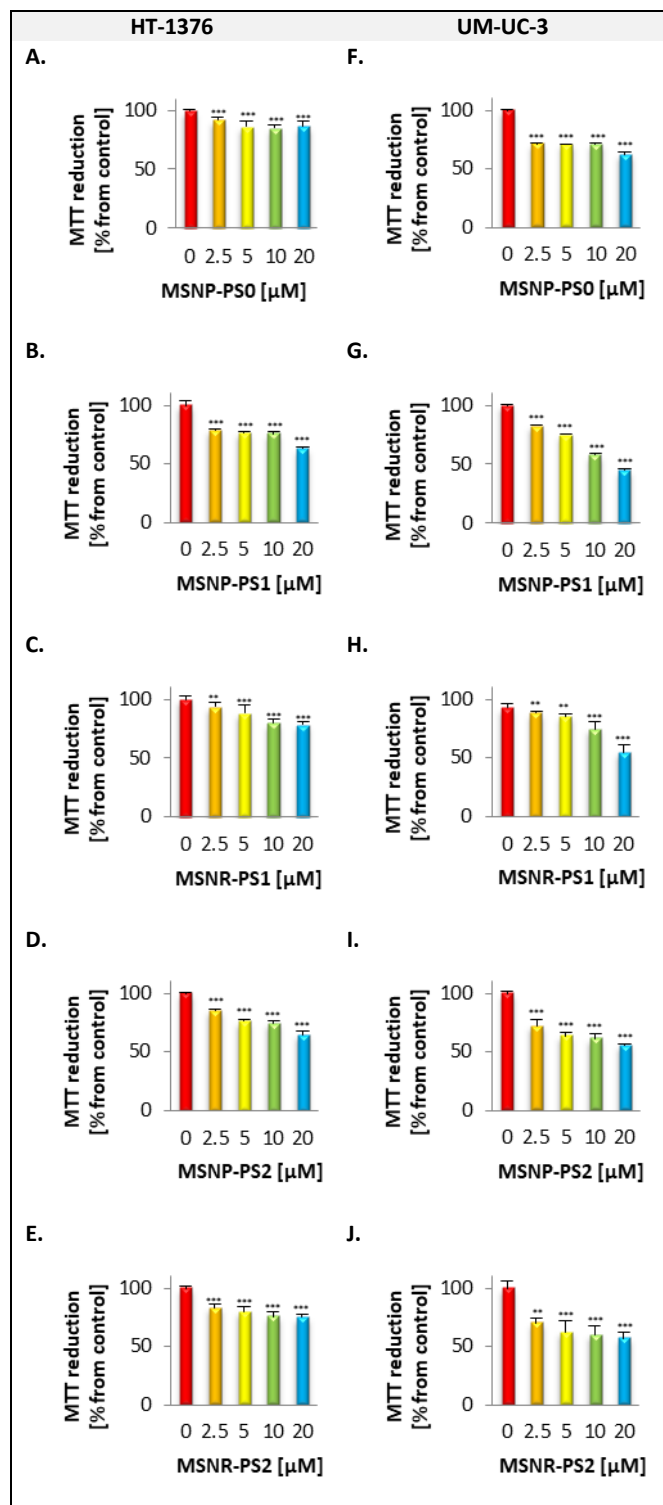 HT-1376
UM-UC-3
A.
MTT reduction
[% from control]
100
50
0
*** *** *** ***
0 2.5 5 10 20
MSNP-PS0 [µM]
F.
MTT reduction
[% from control]
100
50
0
*** *** *** ***
0 2.5 5 10 20
MSNP-PS0 [µM]
B.
MTT reduction
[% from control]
100
50
0
*** *** *** ***
0 2.5 5 10 20
MSNP-PS1 [µM]
G.
MTT reduction
[% from control]
100
50
0
*** *** *** ***
0 2.5 5 10 20
MSNP-PS1 [µM]
C.
MTT reduction
[% from control]
100
50
0
** *** *** ***
0 2.5 5 10 20
MSNR-PS1 [µM]
H.
MTT reduction
[% from control]
100
50
0
** ** *** ***
0 2.5 5 10 20
MSNR-PS1 [µM]
D.
MTT reduction
[% from control]
100
50
0
*** *** *** ***
0 2.5 5 10 20
MSNP-PS2 [µM]
I.
MTT reduction
[% from control]
100
50
0
*** *** *** ***
0 2.5 5 10 20
MSNP-PS2 [µM]
E.
MTT reduction
[% from control]
100
50
0
*** *** *** ***
0 2.5 5 10 20
MSNR-PS2 [µM]
J.
MTT reduction
[% from control]
100
50
0
** *** *** ***
0 2.5 5 10 20
MSNR-PS2 [µM]